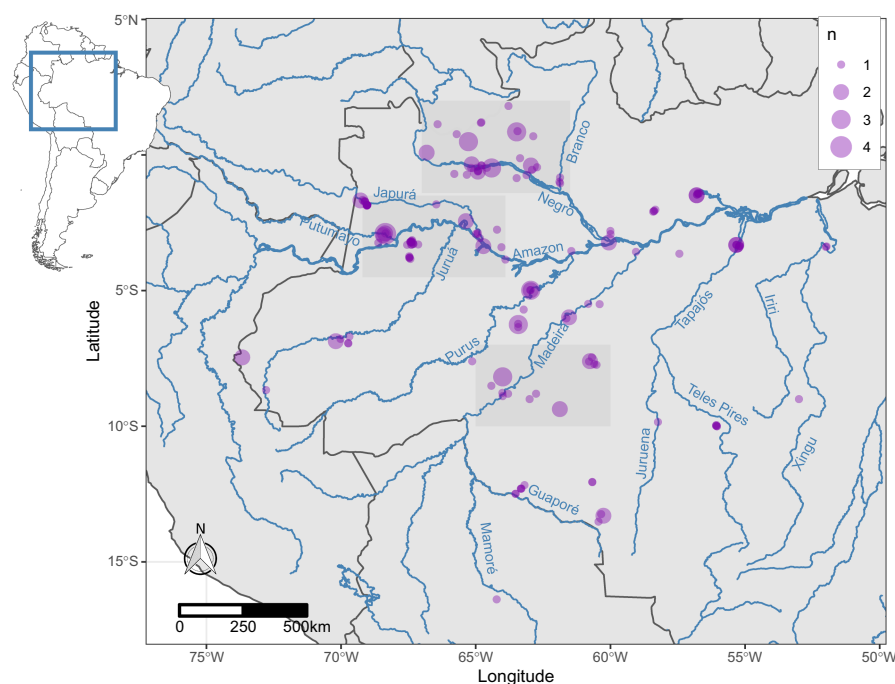 5°N
n
1
2
3
4
Branco
Japurá
Negro
Putumayo
Amazon
Juruá
5°S
Tapajós
Iriri
Latitude
Purus
Madeira
Teles Pires
10°S
Juruena
Xingu
Guaporé
N
Mamoré
15°S
0 250 500km
75°W 70°W 65°W 60°W 55°W 50°W
Longitude